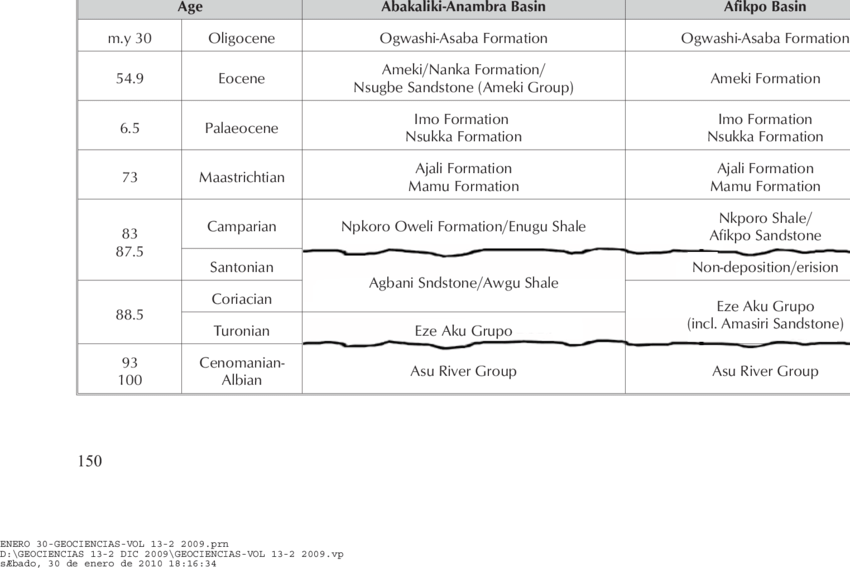 Age Abakaliki-Anambra Basin Afikpo Basin
m.y 30 Oligocene Ogwashi-Asaba Formation Ogwashi-Asaba Formation
54.9 Eocene Ameki/Nanka Formation/
Nsugbe Sandstone (Ameki Group) Ameki Formation
6.5 Palaeocene Imo Formation
Nsukka Formation Imo Formation
Nsukka Formation
73 Maastrichtian Ajali Formation
Mamu Formation Ajali Formation
Mamu Formation
83
87.5 Camparian Npkoro Oweli Formation/Enugu Shale Nkporo Shale/
Afikpo Sandstone
Santonian Agbani Sndstone/Awgu Shale Non-deposition/erision
88.5 Coriacian Eze Aku Grupo
(incl. Amasiri Sandstone)
Turonian Eze Aku Grupo
93
100 Cenomanian-
Albian Asu River Group Asu River Group
150
ENERO 30-GEOCIENCIAS-VOL 13-2 2009.prn
D:\GEOCIENCIAS 13-2 DIC 2009\GEOCIENCIAS-VOL 13-2 2009.vp
sÆbado, 30 de enero de 2010 18:16:34